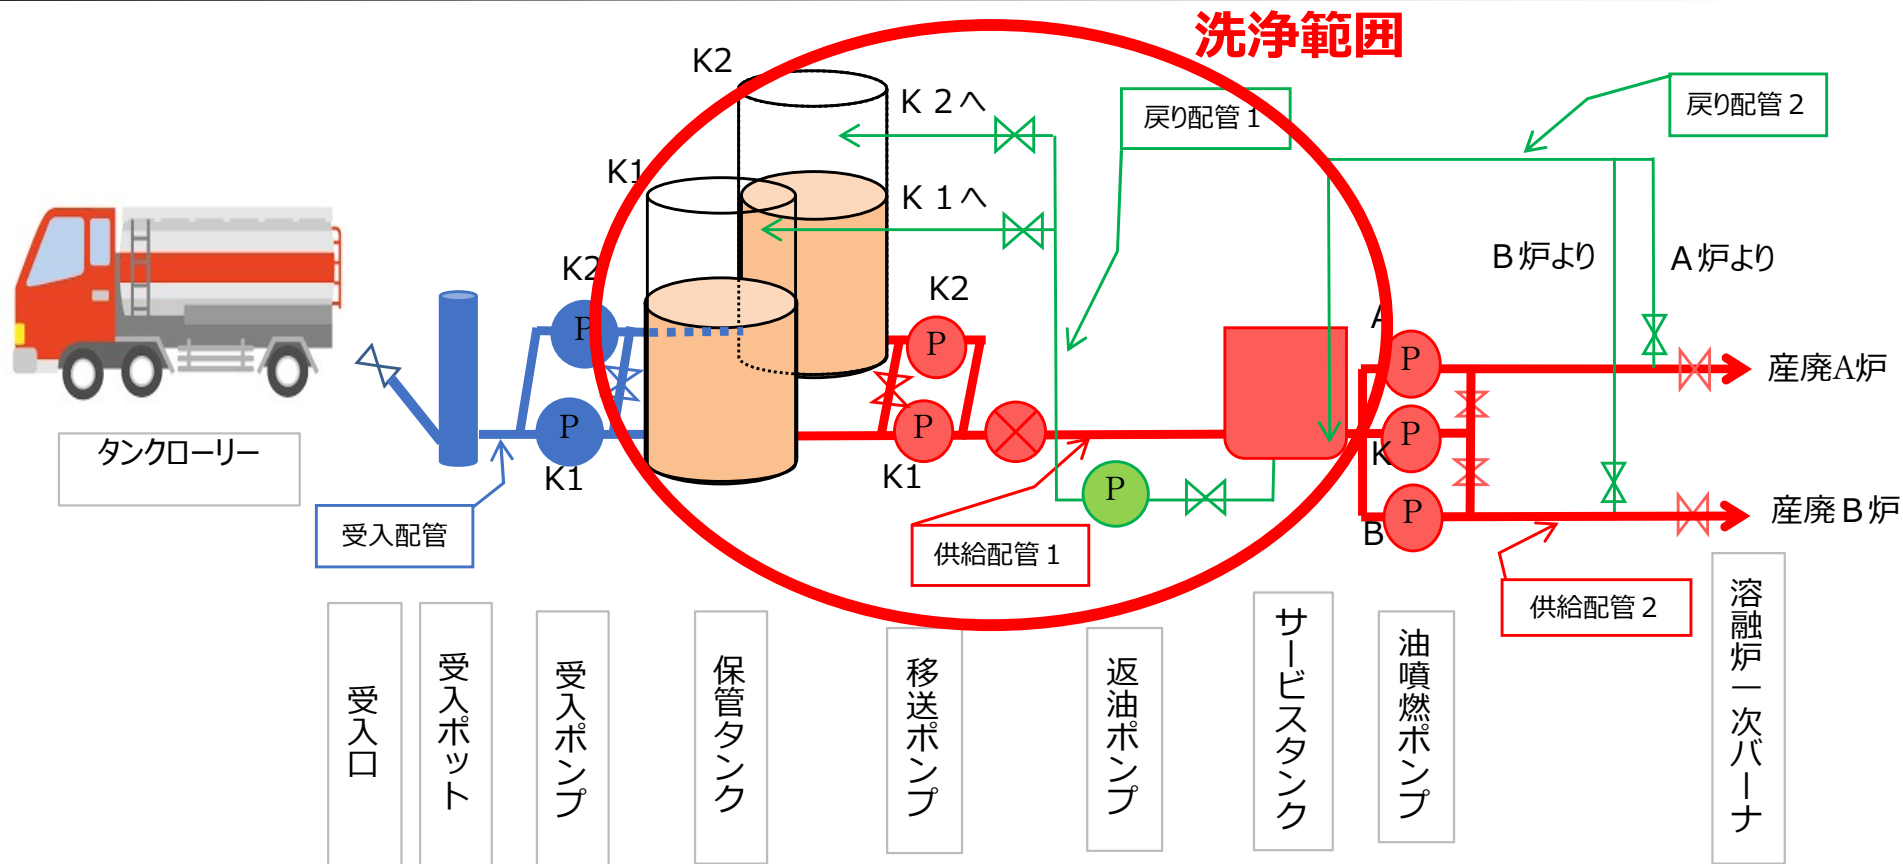 洗浄範囲
K2
K 2へ
戻り配管1
戻り配管2
K1
K 1へ
B炉より
A炉より
K2
K2
P
P
A
P
産廃A炉
P
K1
P
K1
K
P
タンクローリー
受入配管
P
供給配管1
B
P
産廃B炉
供給配管2
受入口
受入ポット
受入ポンプ
保管タンク
移送ポンプ
返油ポンプ
サービスタンク
油噴燃ポンプ
溶融炉一次バーナ